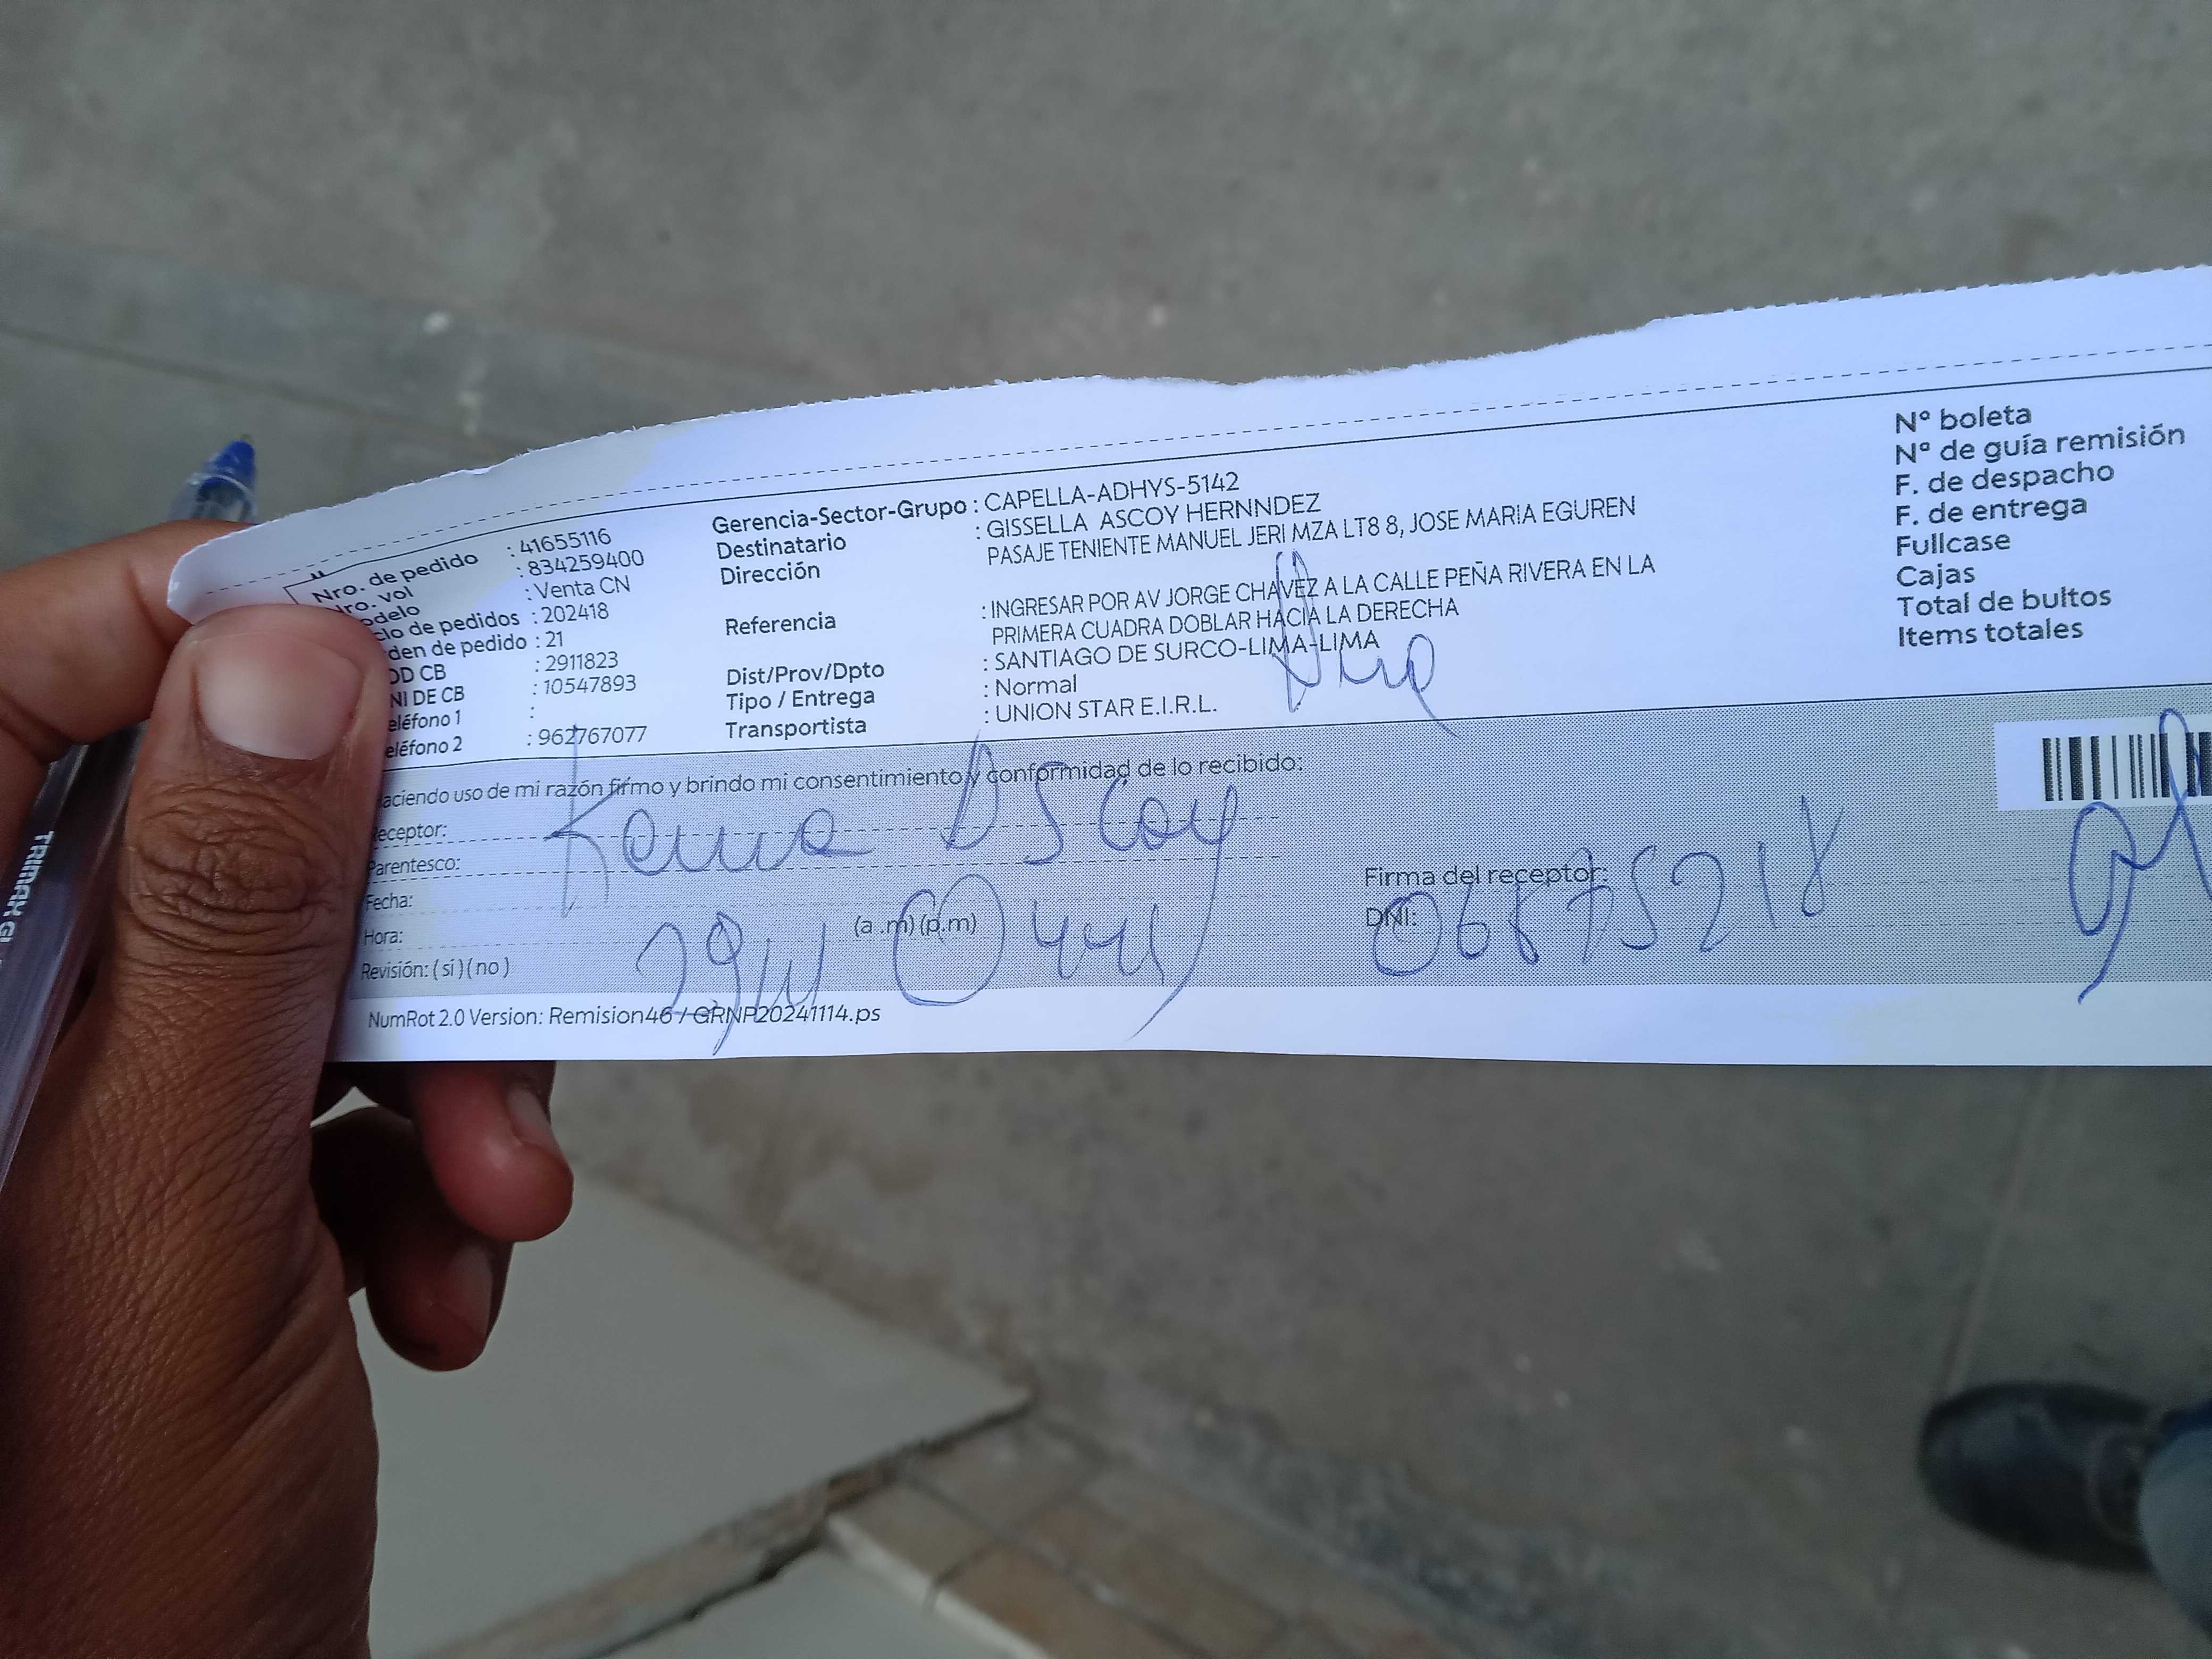 Nro. de pedido : 41655116
Nro. vol : 834259400
odelo : Venta CN
clo de pedidos : 202418
den de pedido : 21
OD CB : 2911823
NI DE CB : 10547893
eléfono 1 :
eléfono 2 : 962767077
Gerencia-Sector-Grupo : CAPELLA-ADHYS-5142
Destinatario : GISSELLA ASCOY HERNNDEZ
Dirección PASAJE TENIENTE MANUEL JERI MZA LT8 8, JOSE MARIA EGUREN
Referencia : INGRESAR POR AV JORGE CHAVEZ A LA CALLE PEÑA RIVERA EN LA
PRIMERA CUADRA DOBLAR HACIA LA DERECHA
Dist/Prov/Dpto : SANTIAGO DE SURCO-LIMA-LIMA
Tipo / Entrega : Normal
Transportista : UNION STAR E.I.R.L.
N° boleta
N° de guía remisión
F. de despacho
F. de entrega
Fullcase
Cajas
Total de bultos
Items totales
aciendo uso de mi razón firmo y brindo mi consentimiento y conformidad de lo recibido:
Receptor: Ascoy
Parentesco:
Fecha:
Hora: (a.m)(p.m)
Revisión: ( sí ) ( no )
Firma del receptor:
DNI: 06875218
NumRot 2.0 Version: Remision46 / GRNP20241114.ps
TRIMAX